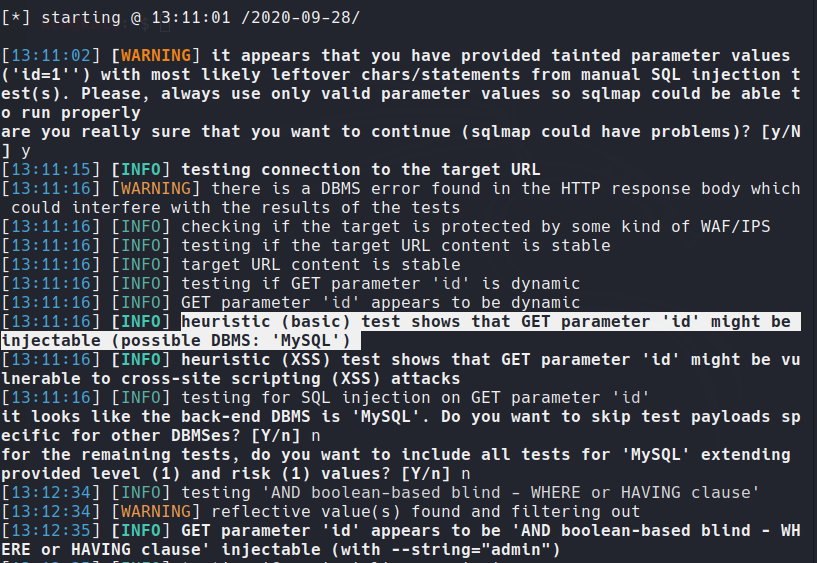 [*] starting @ 13:11:01 /2020-09-28/
[13:11:02] [WARNING] it appears that you have provided tainted parameter values
('id=1'') with most likely leftover chars/statements from manual SQL injection t
est(s). Please, always use only valid parameter values so sqlmap could be able t
o run properly
are you really sure that you want to continue (sqlmap could have problems)? [y/N
] y
[13:11:15] [INFO] testing connection to the target URL
[13:11:16] [WARNING] there is a DBMS error found in the HTTP response body which
 could interfere with the results of the tests
[13:11:16] [INFO] checking if the target is protected by some kind of WAF/IPS
[13:11:16] [INFO] testing if the target URL content is stable
[13:11:16] [INFO] target URL content is stable
[13:11:16] [INFO] testing if GET parameter 'id' is dynamic
[13:11:16] [INFO] GET parameter 'id' appears to be dynamic
[13:11:16] [INFO] heuristic (basic) test shows that GET parameter 'id' might be
injectable (possible DBMS: 'MySQL')
[13:11:16] [INFO] heuristic (XSS) test shows that GET parameter 'id' might be vu
lnerable to cross-site scripting (XSS) attacks
[13:11:16] [INFO] testing for SQL injection on GET parameter 'id'
it looks like the back-end DBMS is 'MySQL'. Do you want to skip test payloads sp
ecific for other DBMSes? [Y/n] n
for the remaining tests, do you want to include all tests for 'MySQL' extending
provided level (1) and risk (1) values? [Y/n] n
[13:12:34] [INFO] testing 'AND boolean-based blind - WHERE or HAVING clause'
[13:12:34] [WARNING] reflective value(s) found and filtering out
[13:12:35] [INFO] GET parameter 'id' appears to be 'AND boolean-based blind - WH
ERE or HAVING clause' injectable (with --string="admin")